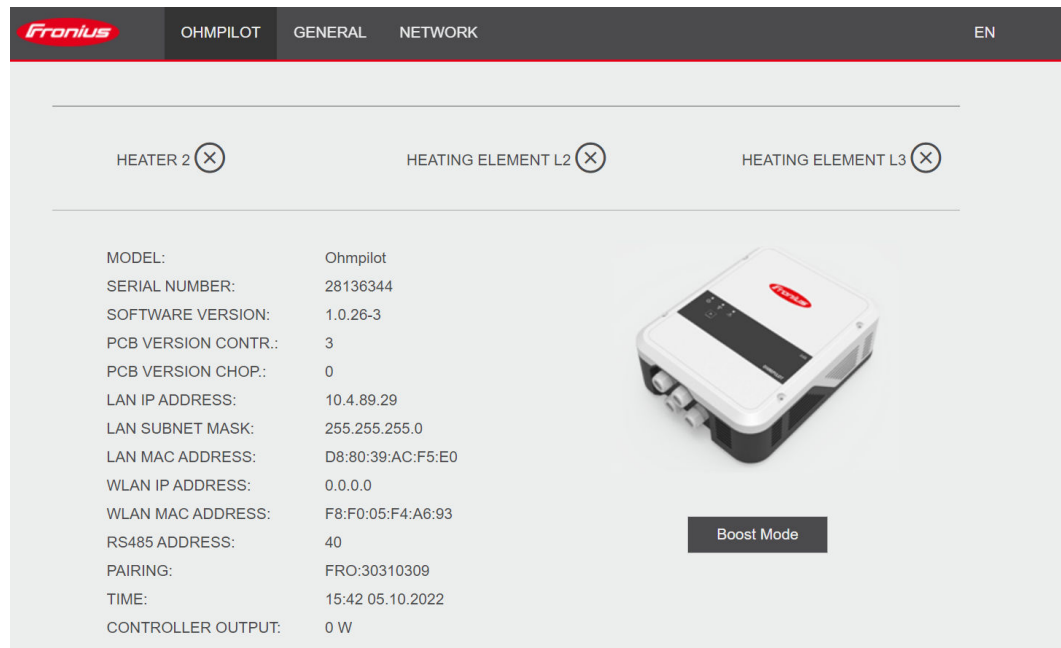 Fronius OHMPILOT GENERAL NETWORK EN
HEATER 2 HEATING ELEMENT L2 HEATING ELEMENT L3
MODEL: Ohmpilot
SERIAL NUMBER: 28136344
SOFTWARE VERSION: 1.0.26-3
PCB VERSION CONTR.: 3
PCB VERSION CHOP.: 0
LAN IP ADDRESS: 10.4.89.29
LAN SUBNET MASK: 255.255.255.0
LAN MAC ADDRESS: D8:80:39:AC:F5:E0
WLAN IP ADDRESS: 0.0.0.0
WLAN MAC ADDRESS: F8:F0:05:F4:A6:93
RS485 ADDRESS: 40
PAIRING: FRO:30310309
TIME: 15:42 05.10.2022
CONTROLLER OUTPUT: 0 W
Fronius
Boost Mode